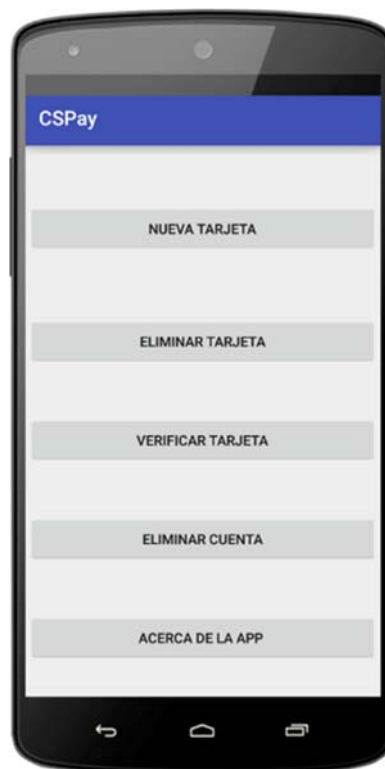 CSPay
NUEVA TARJETA
ELIMINAR TARJETA
VERIFICAR TARJETA
ELIMINAR CUENTA
ACERCA DE LA APP